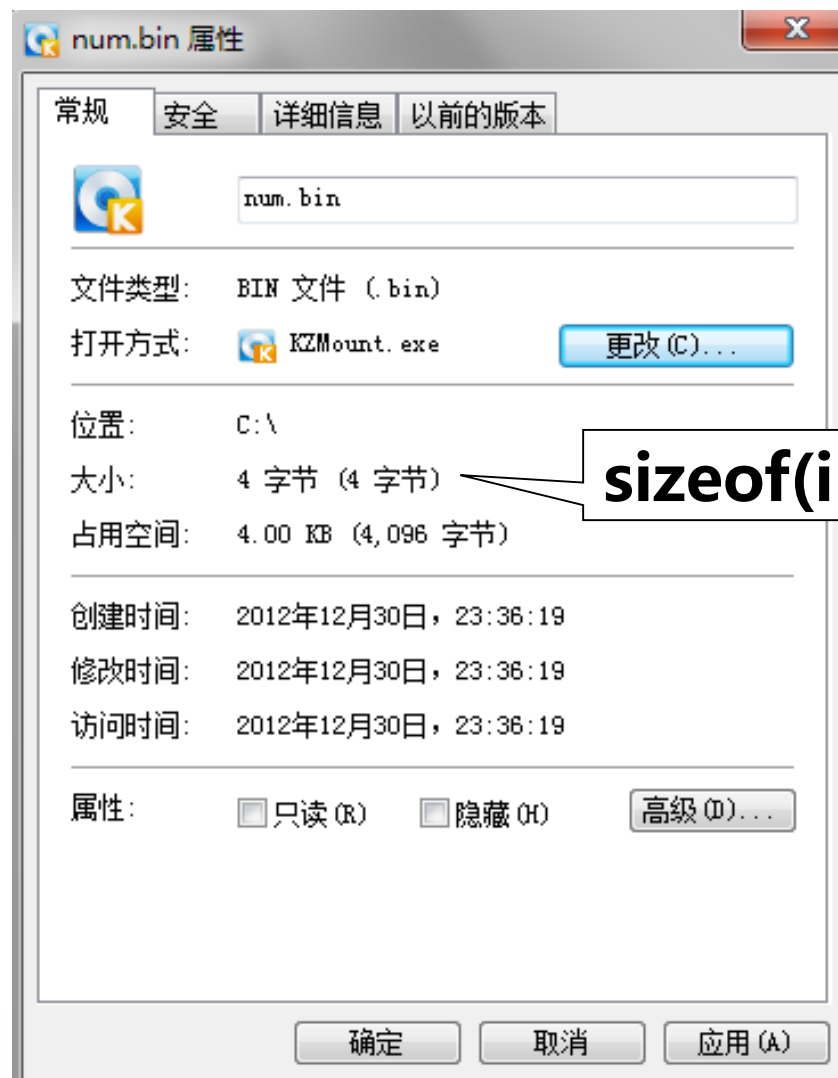 num.bin 属性
常规 安全 详细信息 以前的版本
num.bin
文件类型: BIN 文件 (.bin)
打开方式: KZMount.exe 更改(C)...
位置: C:\
大小: 4 字节 (4 字节) sizeof(i
占用空间: 4.00 KB (4,096 字节)
创建时间: 2012年12月30日，23:36:19
修改时间: 2012年12月30日，23:36:19
访问时间: 2012年12月30日，23:36:19
属性: 只读(R) 隐藏(H) 高级(D)...
确定 取消 应用(A)